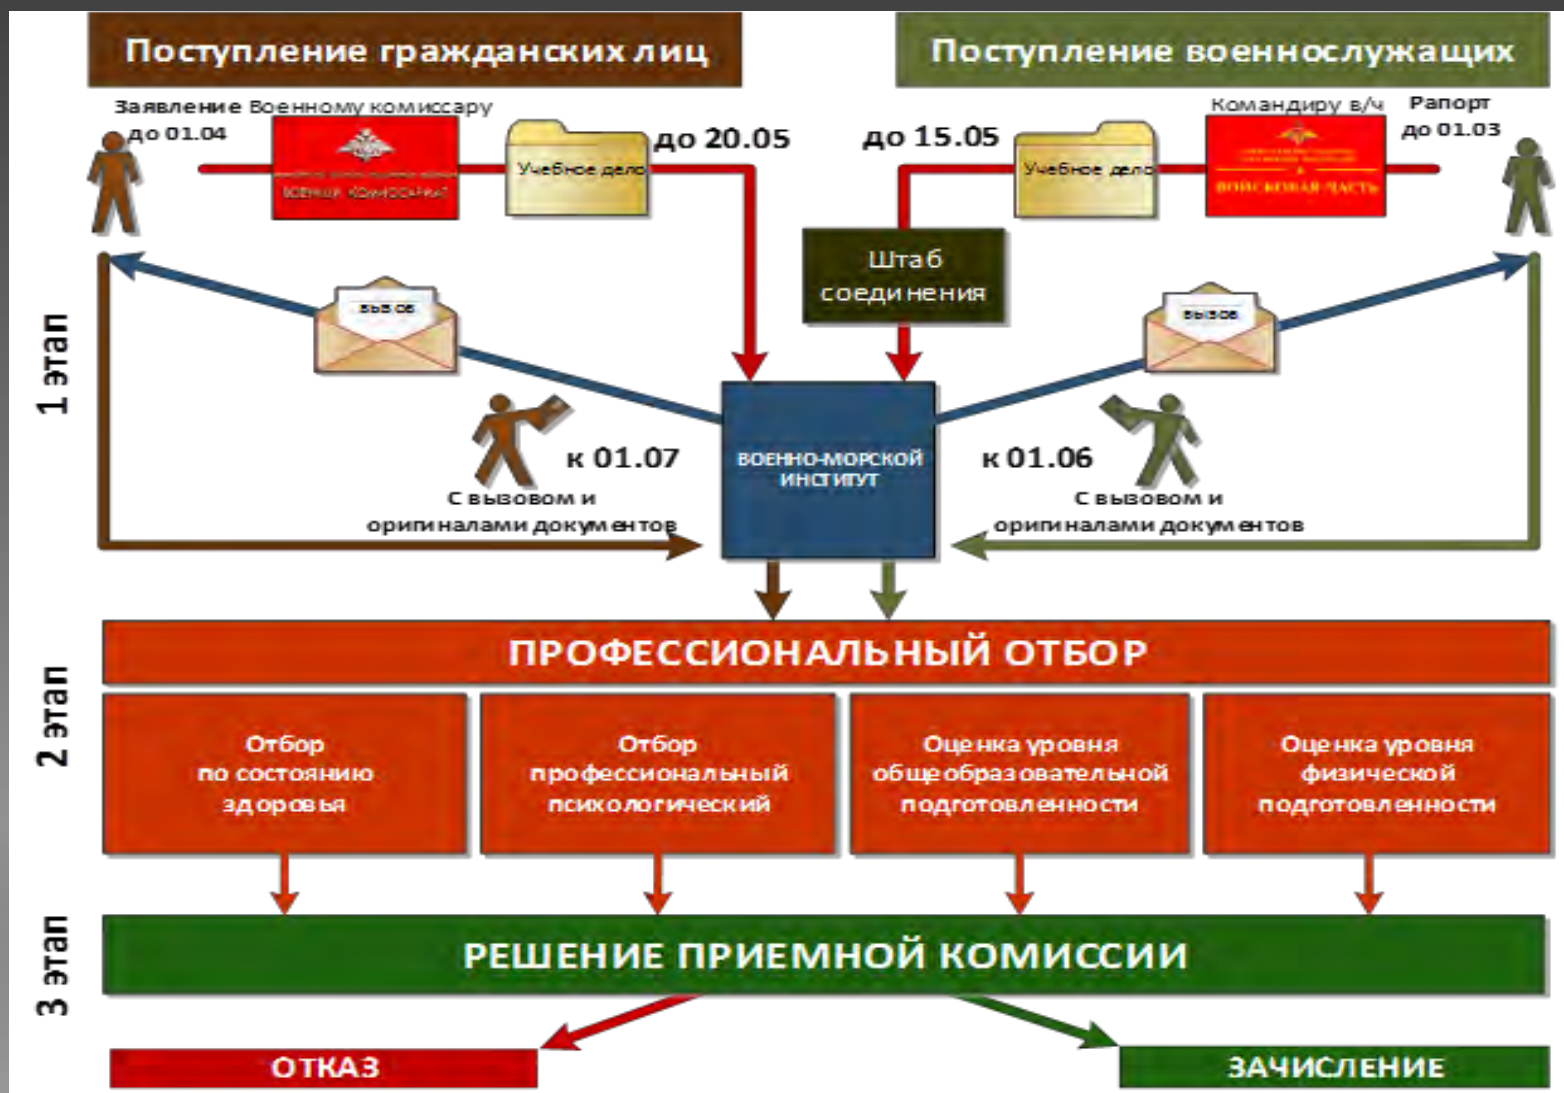 Поступление гражданских лиц
Поступление военнослужащих
Заявление Военному комиссару
до 01.04
ВОЕННЫЙ КОМИССАРИАТ
Учебное дело
до 20.05
до 15.05
Учебное дело
Командиру в/ч
ВОЙСКОВАЯ ЧАСТЬ
Рапорт
до 01.03
Штаб
соединения
1 этап
вызов
вызов
к 01.07
С вызовом и
оригиналами документов
ВОЕННО-МОРСКОЙ
ИНСТИТУТ
к 01.06
С вызовом и
оригиналами документов
2 этап
ПРОФЕССИОНАЛЬНЫЙ ОТБОР
Отбор
по состоянию
здоровья
Отбор
профессиональный
психологический
Оценка уровня
общеобразовательной
подготовленности
Оценка уровня
физической
подготовленности
3 этап
РЕШЕНИЕ ПРИЕМНОЙ КОМИССИИ
ОТКАЗ
ЗАЧИСЛЕНИЕ